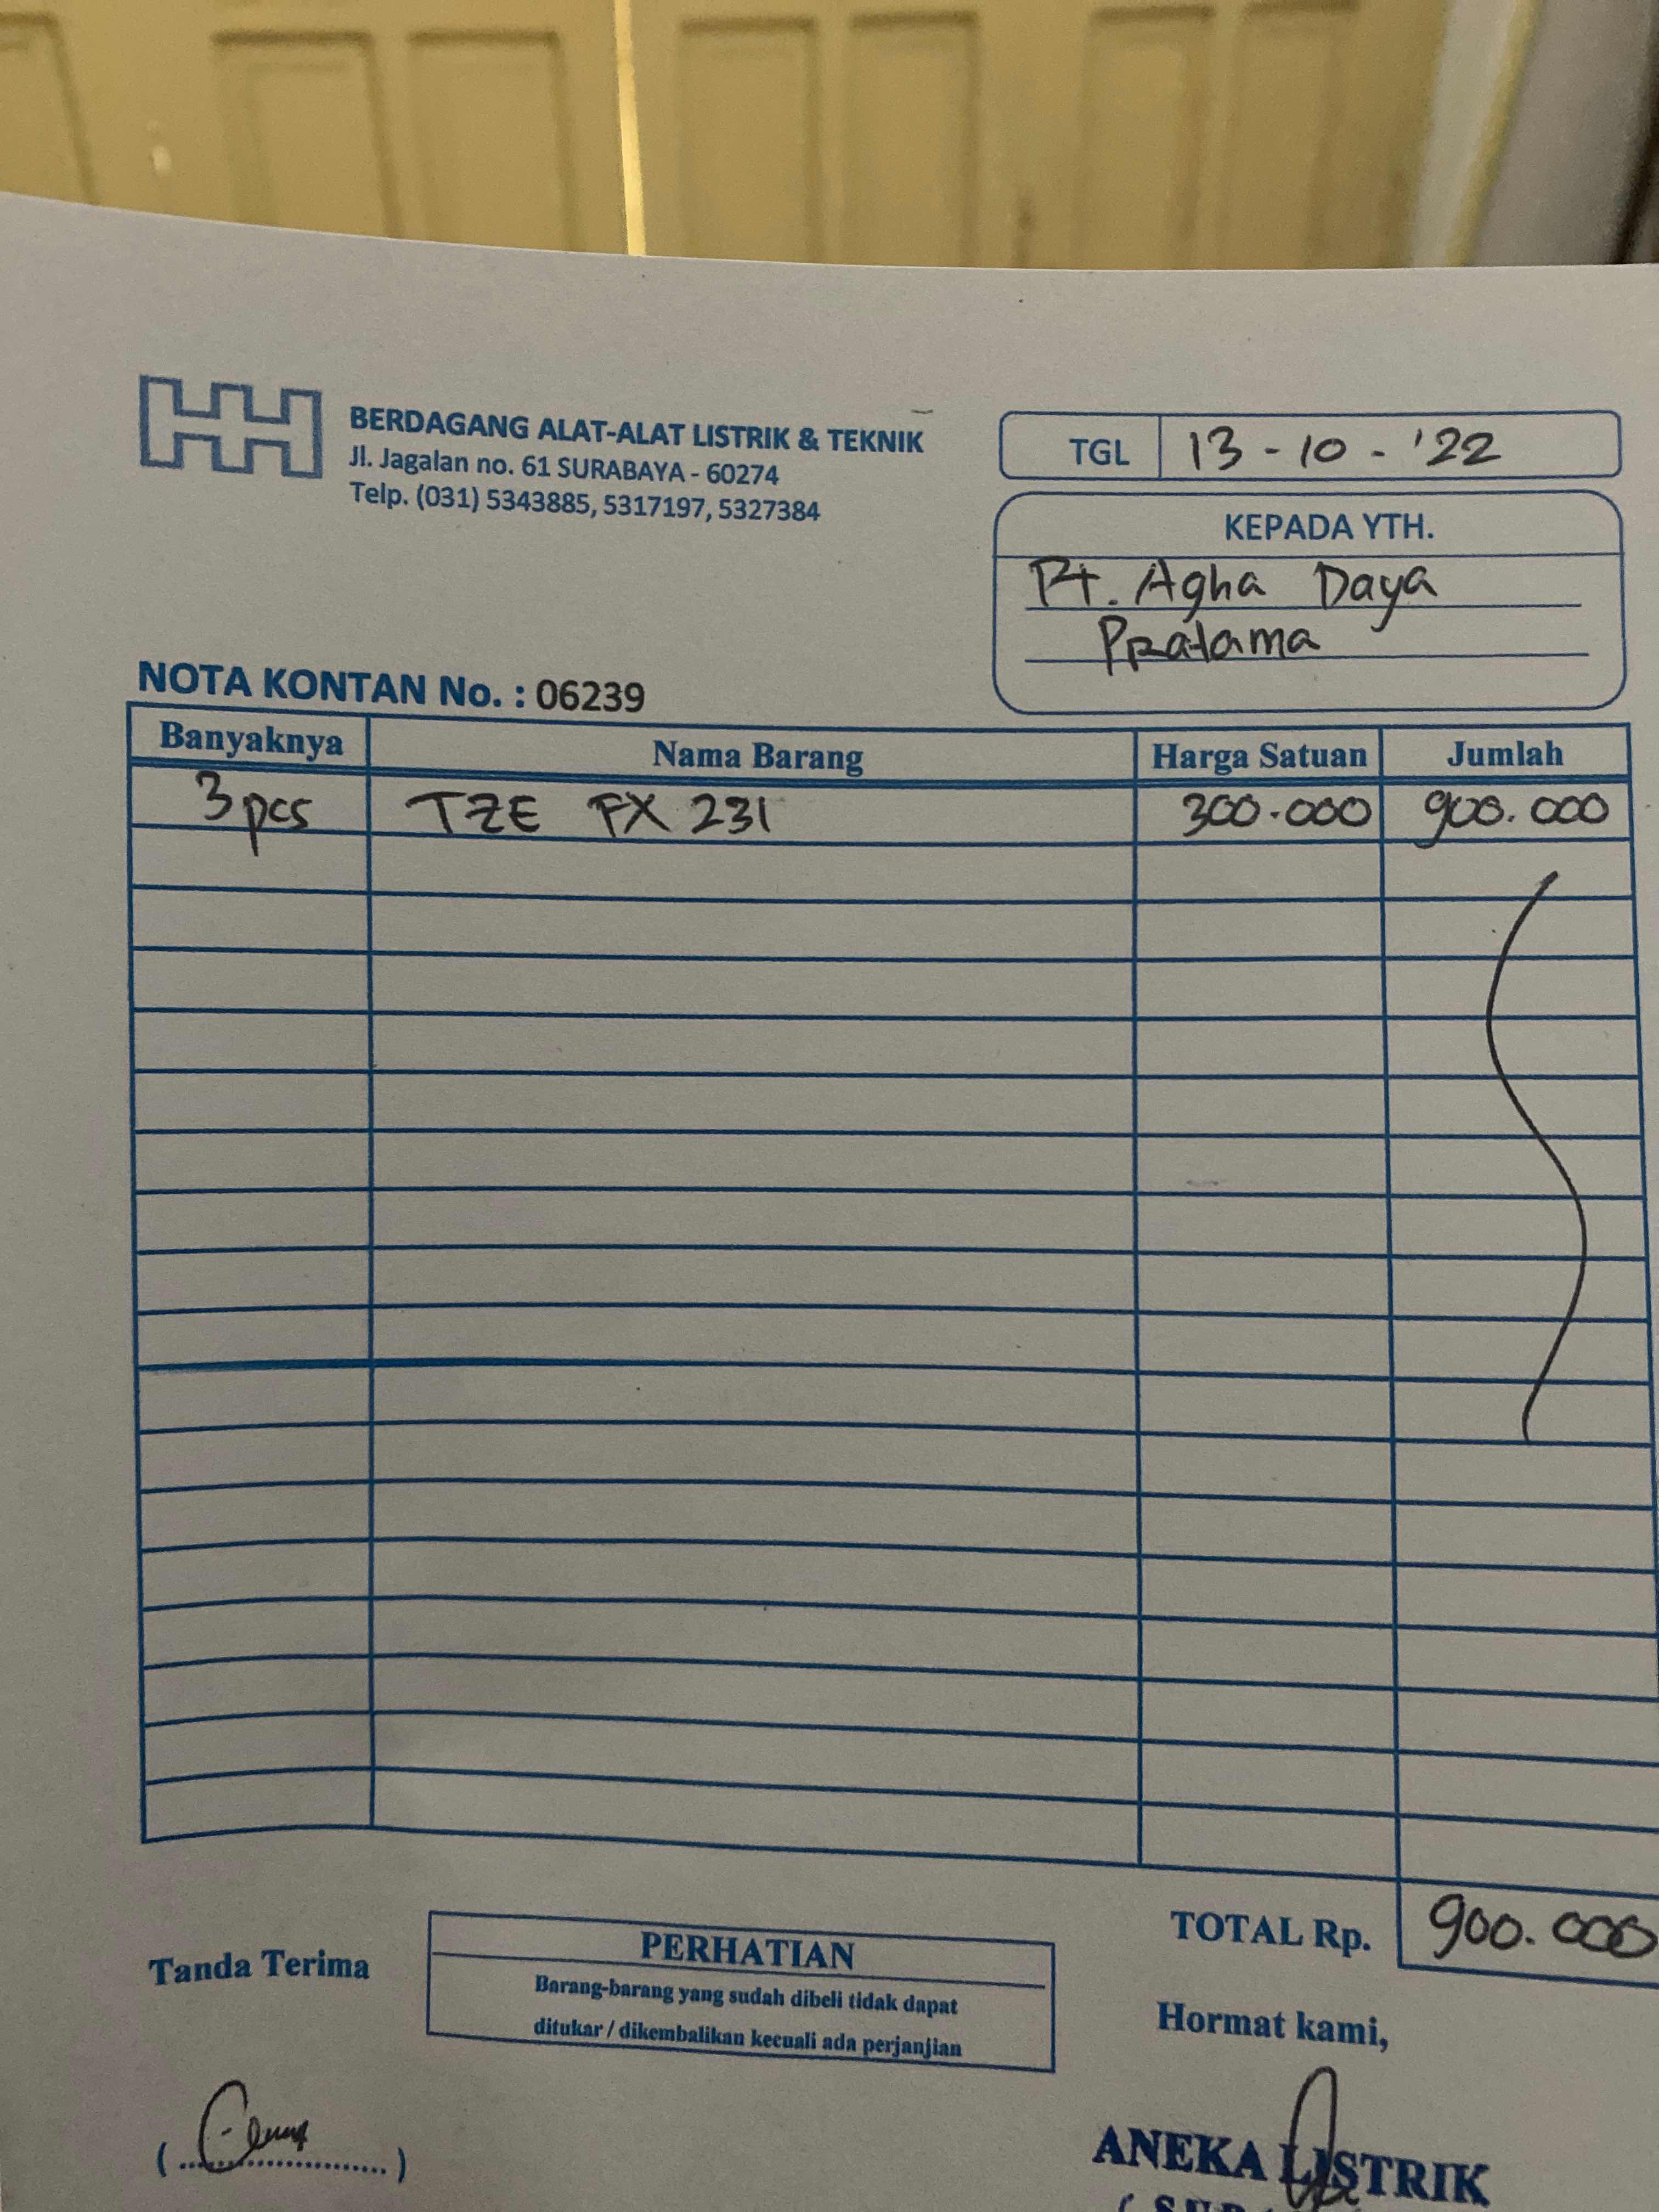 BERDAGANG ALAT-ALAT LISTRIK & TEKNIK
Jl. Jagalan no. 61 SURABAYA - 60274
Telp. (031) 5343885, 5317197, 5327384
TGL 13 - 10 - '22
KEPADA YTH.
Pt. Agha Daya
Pratama
NOTA KONTAN No. : 06239
Banyaknya Nama Barang Harga Satuan Jumlah
3 pcs TZE FX 231 300.000 900.000
TOTAL Rp. 900.000
Tanda Terima
PERHATIAN
Barang-barang yang sudah dibeli tidak dapat
ditukar / dikembalikan kecuali ada perjanjian
Hormat kami,
ANEKA LISTRIK